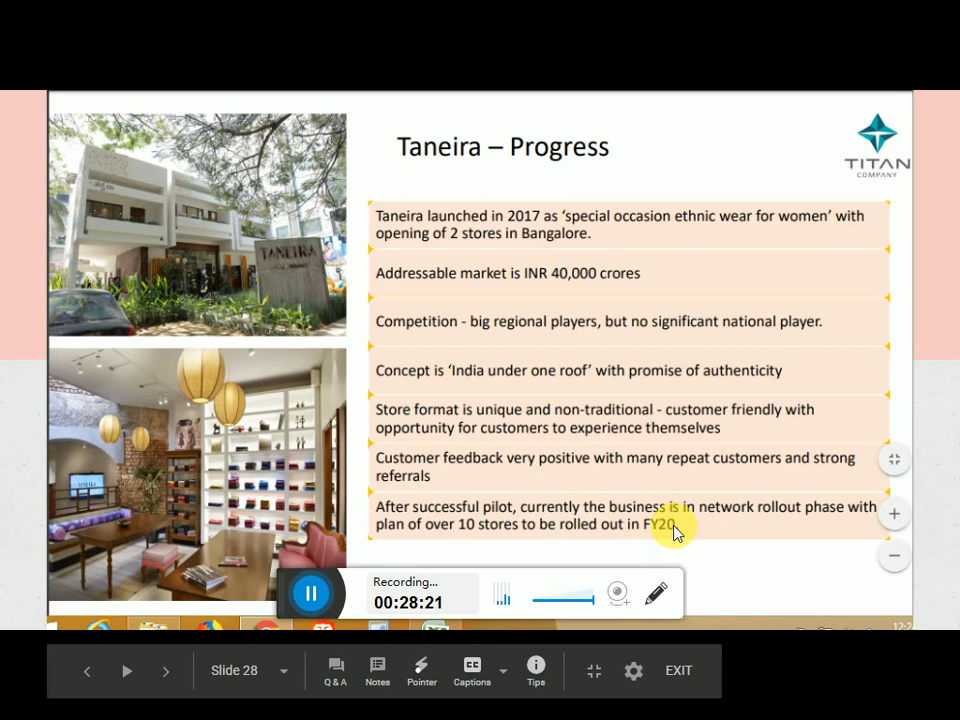 Taneira – Progress
TITAN
COMPANY
TANEIRA
Taneira launched in 2017 as ‘special occasion ethnic wear for women’ with
opening of 2 stores in Bangalore.
Addressable market is INR 40,000 crores
Competition - big regional players, but no significant national player.
Concept is ‘India under one roof’ with promise of authenticity
Store format is unique and non-traditional - customer friendly with
opportunity for customers to experience themselves
Customer feedback very positive with many repeat customers and strong
referrals
After successful pilot, currently the business is in network rollout phase with
plan of over 10 stores to be rolled out in FY20.
Recording...
00:28:21
Slide 28
Q & A
Notes
Pointer
CC
Captions
Tips
EXIT